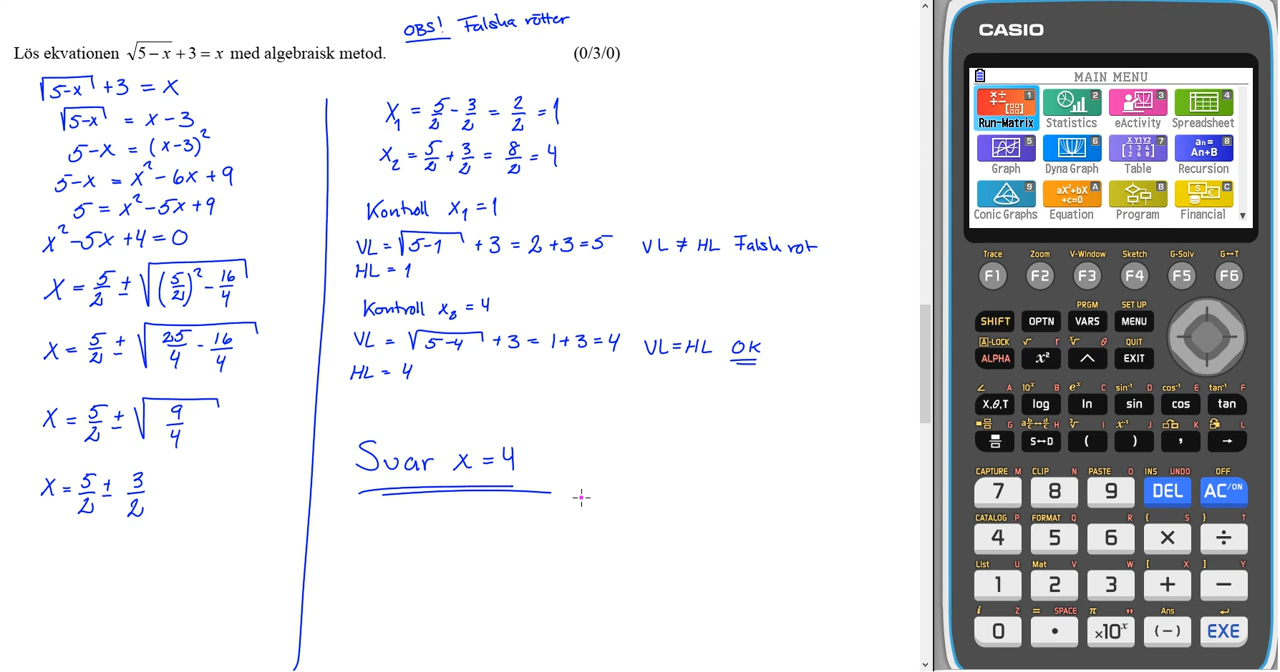 OBS! Falska rötter
Lös ekvationen √5−x + 3 = x med algebraisk metod. (0/3/0)
√5-x + 3 = x
√5-x = x - 3
5-x = (x-3)²
5-x = x² - 6x + 9
5 = x² - 5x + 9
x² - 5x + 4 = 0
x = 5/2 ± √(5/2)² - 16/4
x = 5/2 ± √25/4 - 16/4
x = 5/2 ± √9/4
x = 5/2 ± 3/2
x₁ = 5/2 - 3/2 = 2/2 = 1
x₂ = 5/2 + 3/2 = 8/2 = 4
Kontroll x₁ = 1
VL = √5-1 + 3 = 2 + 3 = 5 VL ≠ HL Falsk rot
HL = 1
Kontroll x₂ = 4
VL = √5-4 + 3 = 1 + 3 = 4 VL = HL OK
HL = 4
Svar x = 4
CASIO
MAIN MENU
Run-Matrix Statistics eActivity Spreadsheet
Graph Dyna Graph Table Recursion
Conic Graphs Equation Program Financial
Trace Zoom V-Window Sketch G-Solv G↔T
F1 F2 F3 F4 F5 F6
PRGM SET UP
SHIFT OPTN VARS MENU
A-LOCK √ r θ QUIT
ALPHA x² ^ EXIT
∠ A 10ˣ B eˣ C sin⁻¹ D cos⁻¹ E tan⁻¹ F
X,θ,T log ln sin cos tan
G H I x⁻¹ J K L
S↔D ( ) , →
CAPTURE M CLIP N PASTE O INS UNDO OFF
7 8 9 DEL AC/ON
CATALOG P FORMAT Q R { S } T
4 5 6 × ÷
List U Mat V W [ X ] Y
1 2 3 + −
i Z = SPACE π " Ans ↵
0 • ×10ˣ (−) EXE